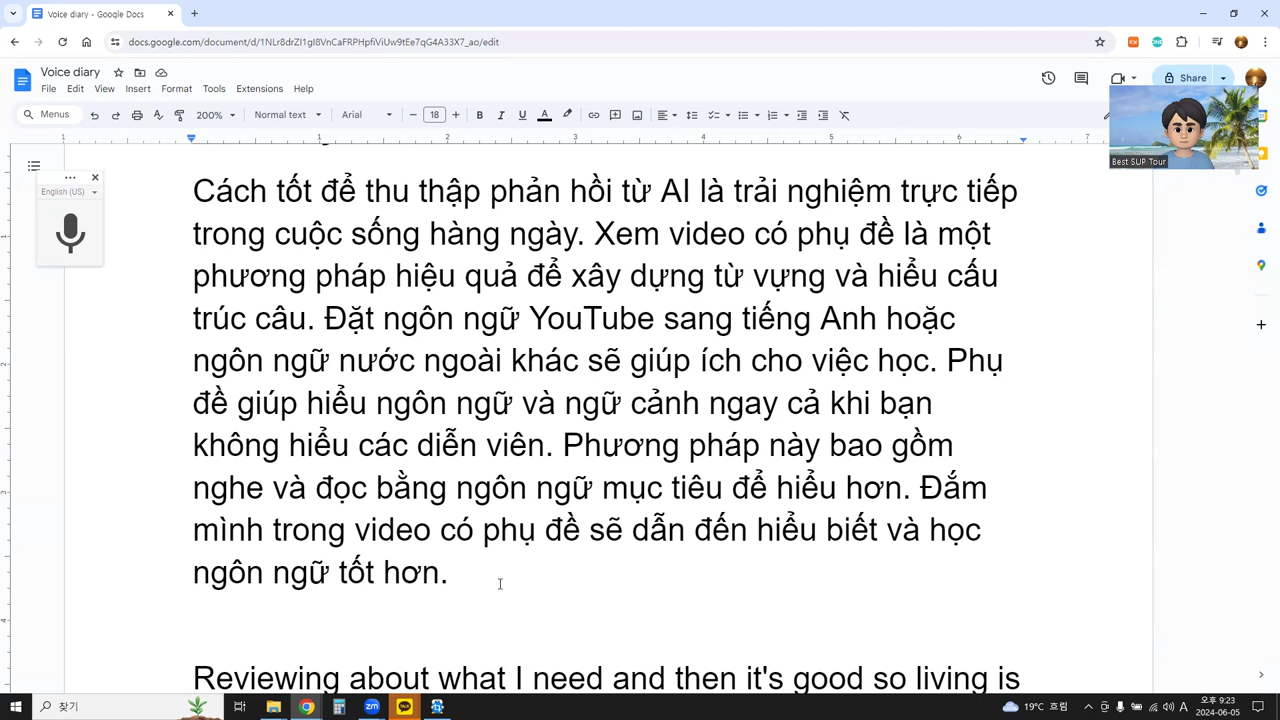 Voice diary - Google Docs
docs.google.com/document/d/1NLr8drZI1gI8VnCaFRPHpfiViUw9tEe7qG4A33X7_ao/edit
Voice diary
Share
File Edit View Insert Format Tools Extensions Help
Menus 200% Normal text Arial 18
1 1 2 3 4 5 6 7
Best SUP Tour
English (US)
Cách tốt để thu thập phản hồi từ AI là trải nghiệm trực tiếp
trong cuộc sống hàng ngày. Xem video có phụ đề là một
phương pháp hiệu quả để xây dựng từ vựng và hiểu cấu
trúc câu. Đặt ngôn ngữ YouTube sang tiếng Anh hoặc
ngôn ngữ nước ngoài khác sẽ giúp ích cho việc học. Phụ
đề giúp hiểu ngôn ngữ và ngữ cảnh ngay cả khi bạn
không hiểu các diễn viên. Phương pháp này bao gồm
nghe và đọc bằng ngôn ngữ mục tiêu để hiểu hơn. Đắm
mình trong video có phụ đề sẽ dẫn đến hiểu biết và học
ngôn ngữ tốt hơn.
Reviewing about what I need and then it's good so living is
찾기
19°C 흐림
A
오후 9:23
2024-06-05